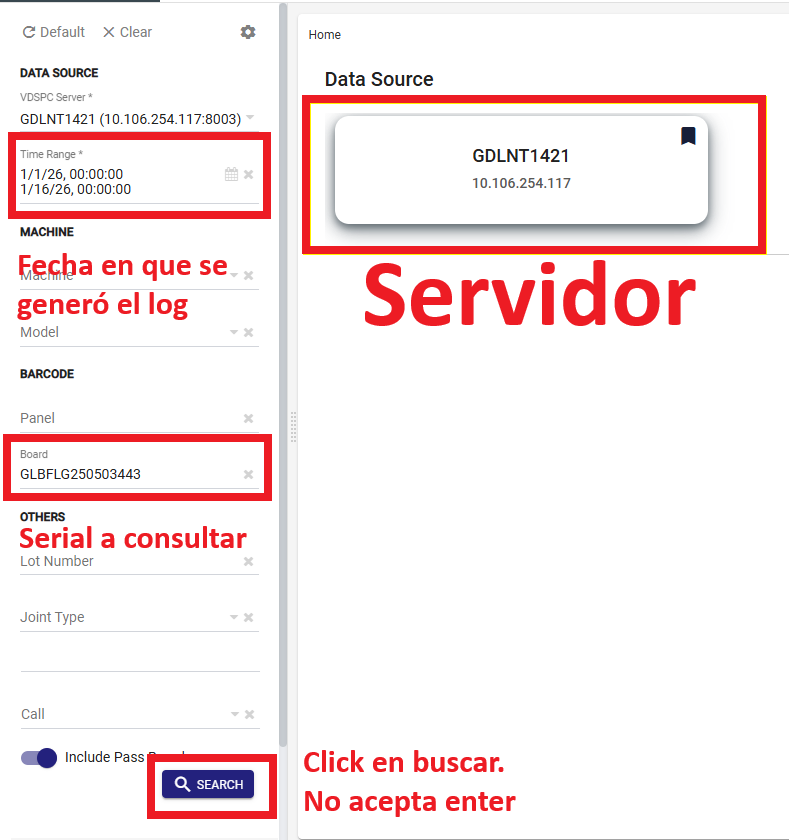 Default Clear
DATA SOURCE
VDSPC Server *
GDLNT1421 (10.106.254.117:8003)
Time Range *
1/1/26, 00:00:00
1/16/26, 00:00:00
MACHINE
Fecha en que se
Machine
generó el log
Model
BARCODE
Panel
Board
GLBFLG250503443
OTHERS
Serial a consultar
Lot Number
Joint Type
Call
Include Pass
SEARCH
Home
Data Source
GDLNT1421
10.106.254.117
Servidor
Click en buscar.
No acepta enter